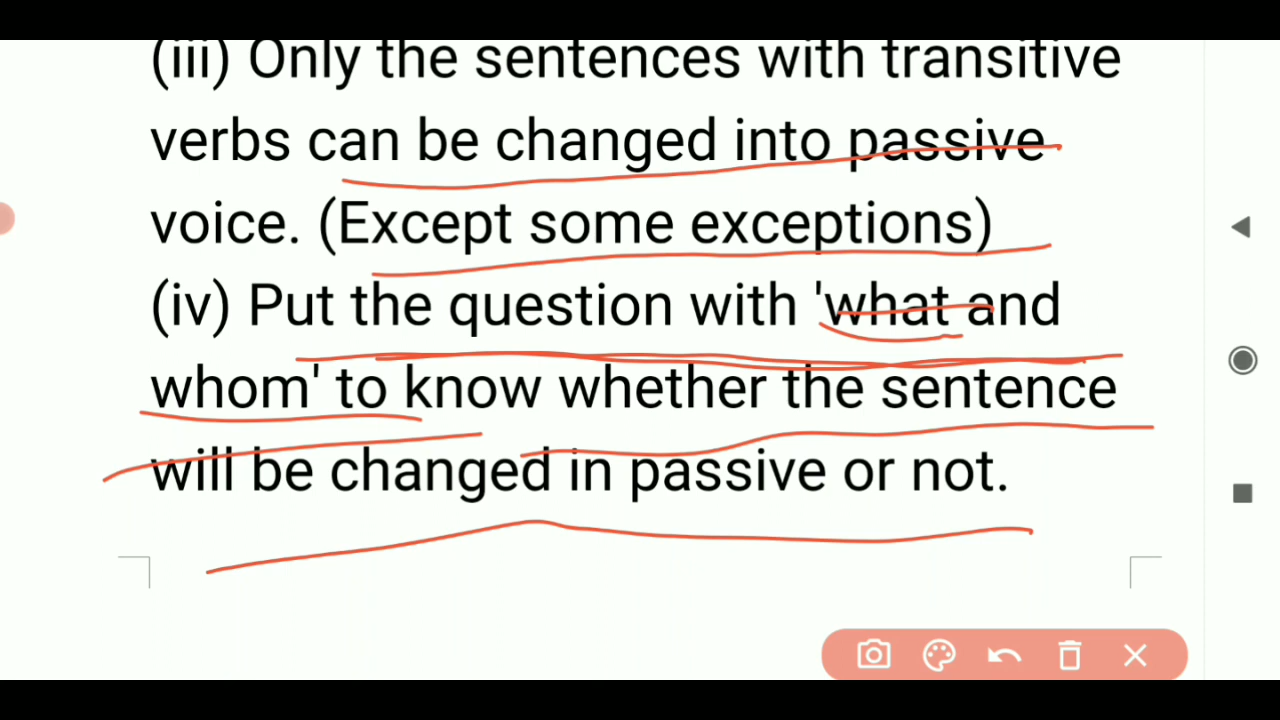 (iii) Only the sentences with transitive
verbs can be changed into passive
voice. (Except some exceptions)
(iv) Put the question with 'what and
whom' to know whether the sentence
will be changed in passive or not.